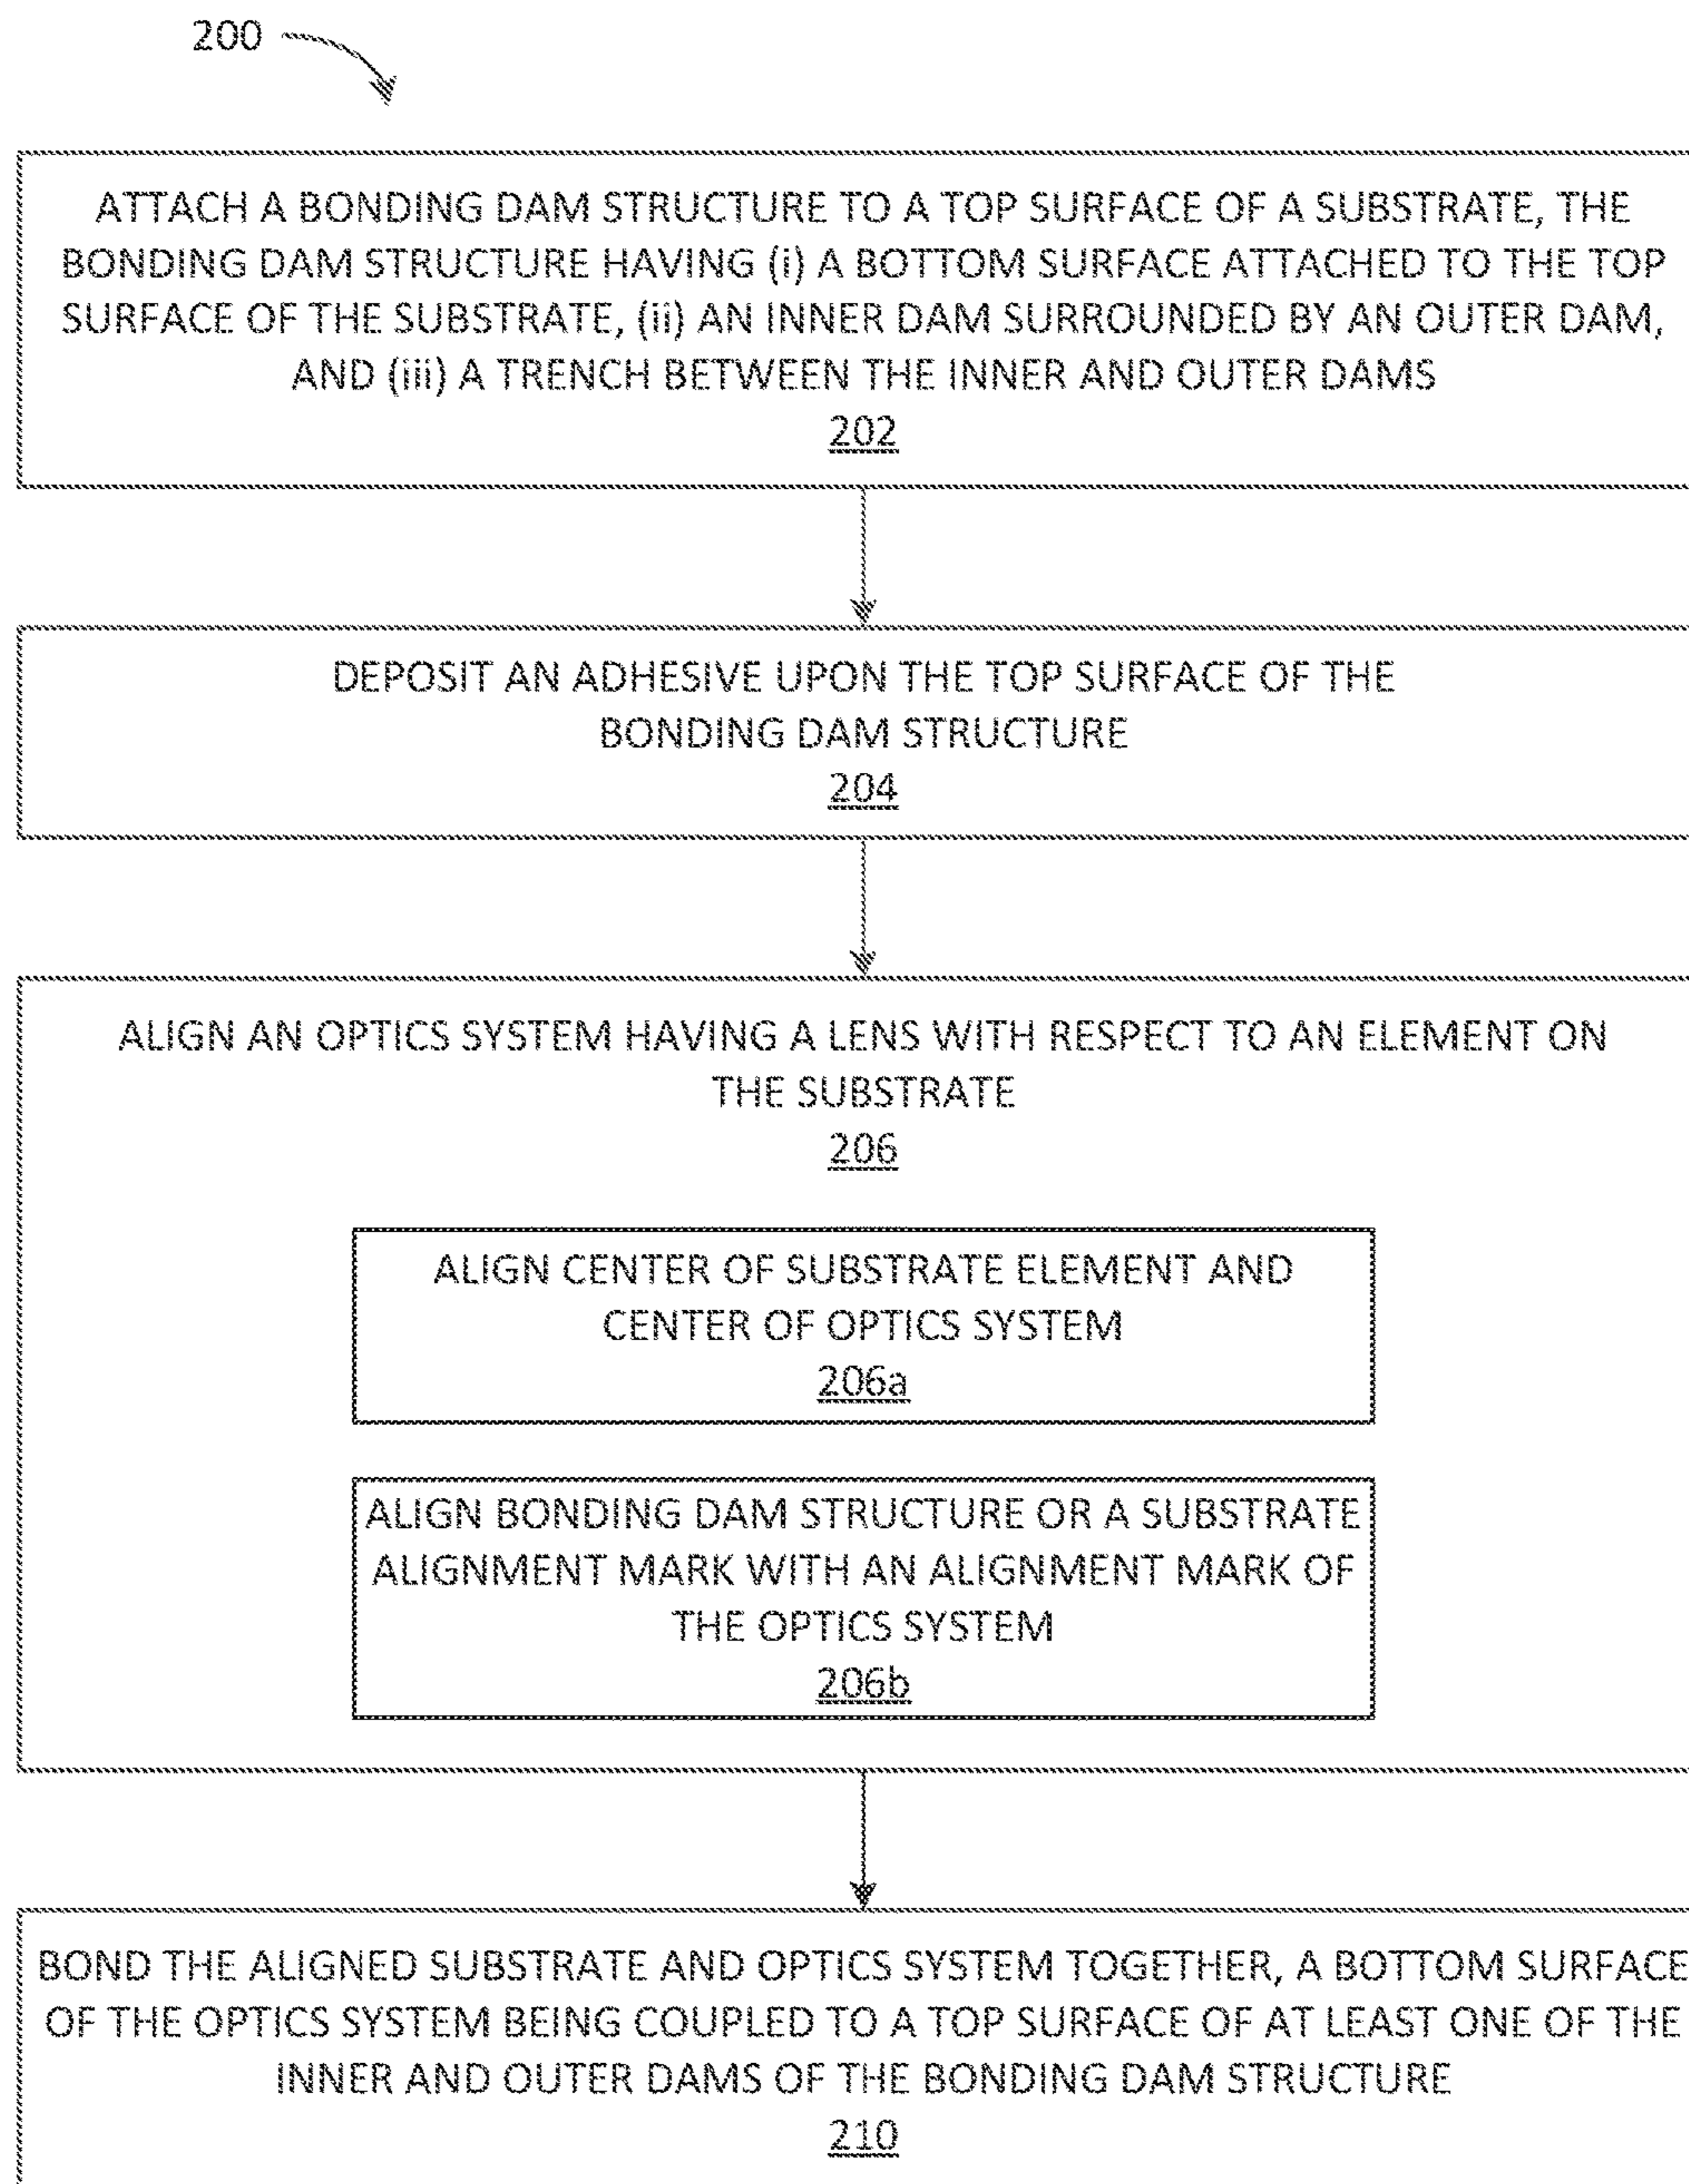 200
ATTACH A BONDING DAM STRUCTURE TO A TOP SURFACE OF A SUBSTRATE, THE
BONDING DAM STRUCTURE HAVING (i) A BOTTOM SURFACE ATTACHED TO THE TOP
SURFACE OF THE SUBSTRATE, (ii) AN INNER DAM SURROUNDED BY AN OUTER DAM,
AND (iii) A TRENCH BETWEEN THE INNER AND OUTER DAMS
202
DEPOSIT AN ADHESIVE UPON THE TOP SURFACE OF THE
BONDING DAM STRUCTURE
204
ALIGN AN OPTICS SYSTEM HAVING A LENS WITH RESPECT TO AN ELEMENT ON
THE SUBSTRATE
206
ALIGN CENTER OF SUBSTRATE ELEMENT AND
CENTER OF OPTICS SYSTEM
206a
ALIGN BONDING DAM STRUCTURE OR A SUBSTRATE
ALIGNMENT MARK WITH AN ALIGNMENT MARK OF
THE OPTICS SYSTEM
206b
BOND THE ALIGNED SUBSTRATE AND OPTICS SYSTEM TOGETHER, A BOTTOM SURFACE
OF THE OPTICS SYSTEM BEING COUPLED TO A TOP SURFACE OF AT LEAST ONE OF THE
INNER AND OUTER DAMS OF THE BONDING DAM STRUCTURE
210